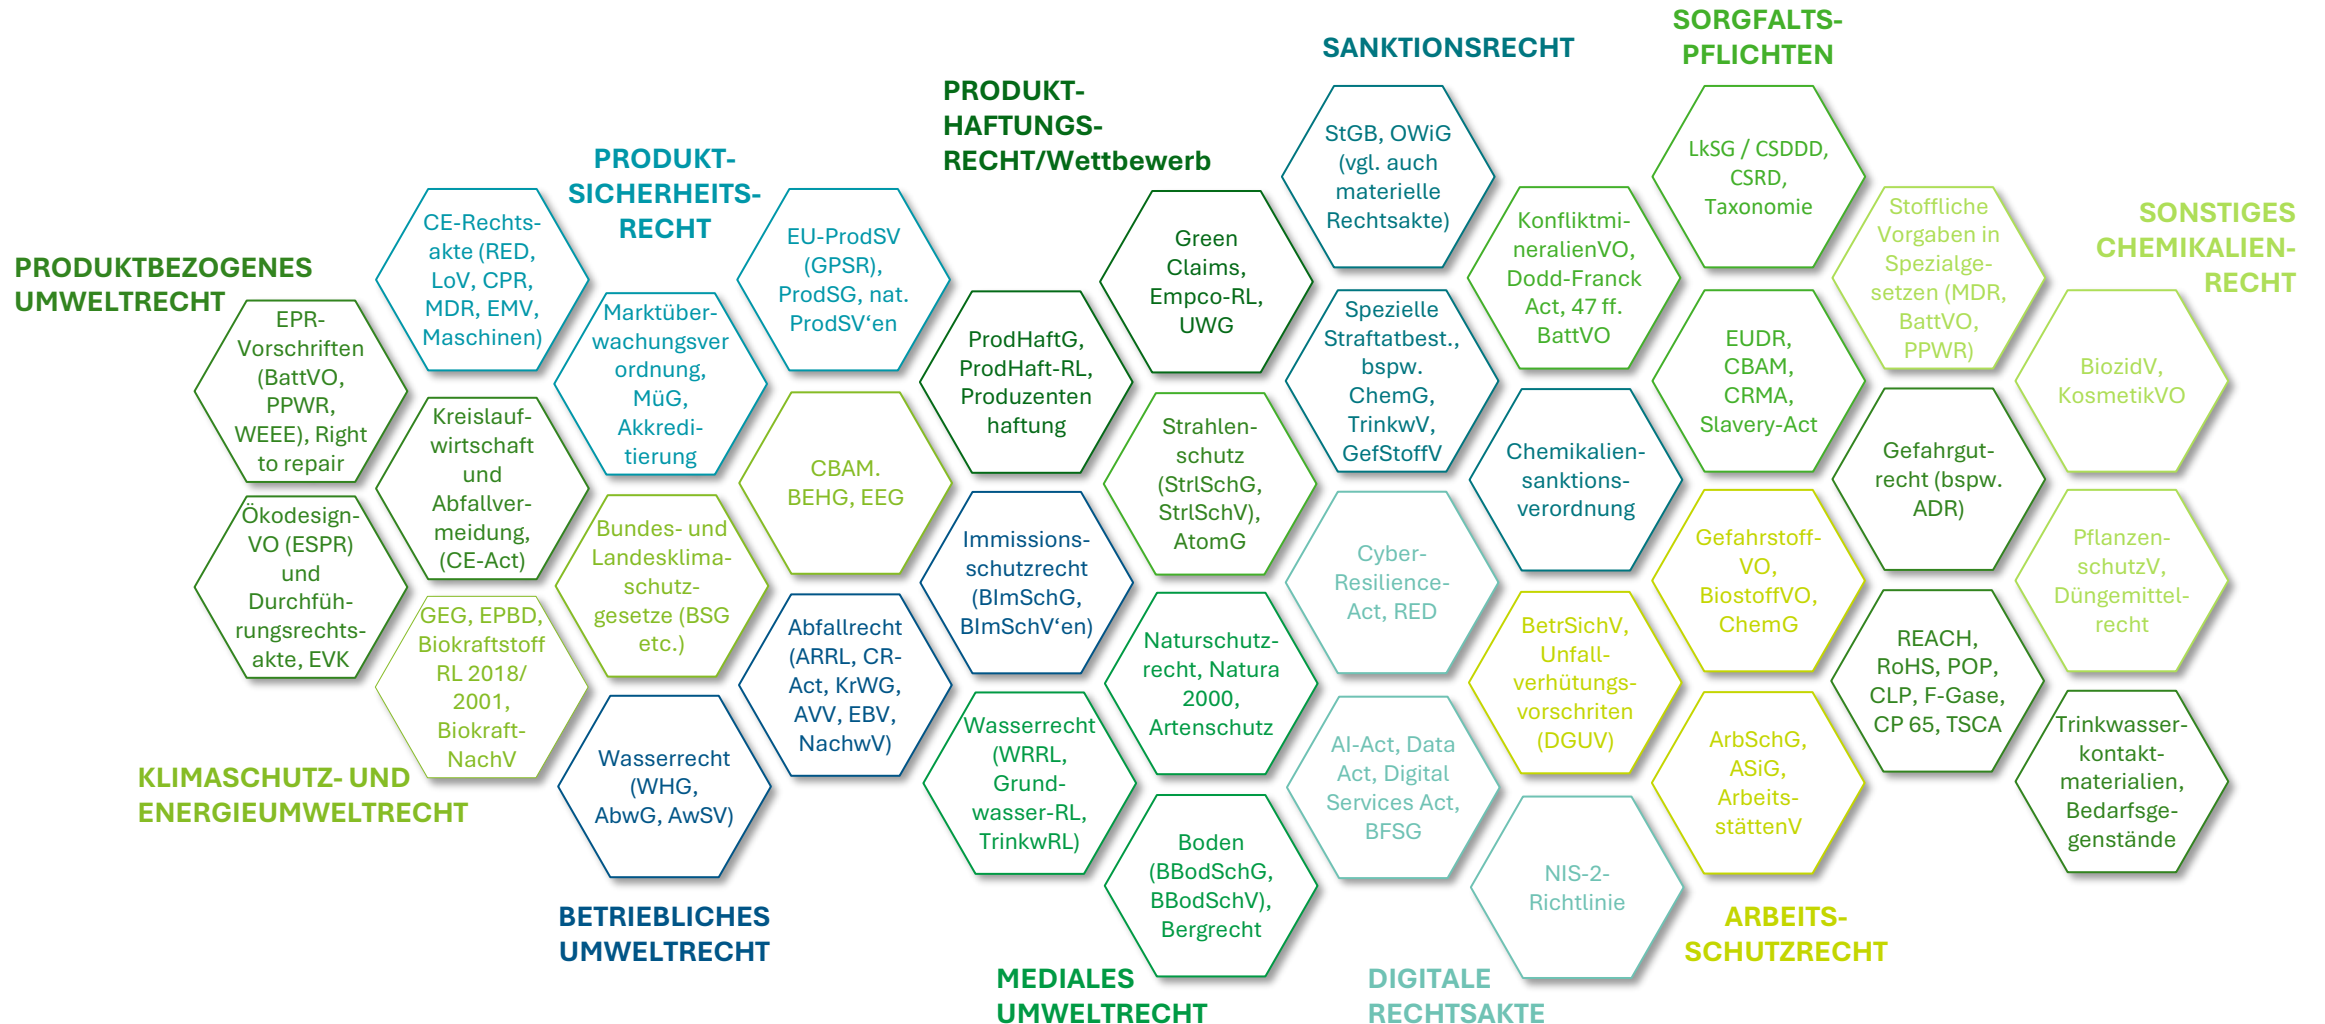 PRODUKTBEZOGENES
UMWELTRECHT
EPR-
Vorschriften
(BattVO,
PPWR,
WEEE), Right
to repair
Ökodesign-
VO (ESPR)
und
Durchfüh-
rungsrechts-
akte, EVK
Kreislauf-
wirtschaft
und
Abfallver-
meidung,
(CE-Act)
PRODUKT-
SICHERHEITS-
RECHT
CE-Rechts-
akte (RED,
LoV, CPR,
MDR, EMV,
Maschinen)
Marktüber-
wachungsver
ordnung,
MüG,
Akkredi-
tierung
EU-ProdSV
(GPSR),
ProdSG, nat.
ProdSV‘en
PRODUKT-
HAFTUNGS-
RECHT/Wettbewerb
ProdHaftG,
ProdHaft-RL,
Produzenten
haftung
Green
Claims,
Empco-RL,
UWG
SANKTIONSRECHT
StGB, OWiG
(vgl. auch
materielle
Rechtsakte)
Spezielle
Straftatbest.,
bspw.
ChemG,
TrinkwV,
GefStoffV
Chemikalien-
sanktions-
verordnung
SORGFALTS-
PFLICHTEN
LkSG / CSDDD,
CSRD,
Taxonomie
Konfliktmi-
neralienVO,
Dodd-Franck
Act, 47 ff.
BattVO
EUDR,
CBAM,
CRMA,
Slavery-Act
SONSTIGES
CHEMIKALIEN-
RECHT
Stoffliche
Vorgaben in
Spezialge-
setzen (MDR,
BattVO,
PPWR)
BiozidV,
KosmetikVO
Pflanzen-
schutzV,
Düngemittel-
recht
Gefahrgut-
recht (bspw.
ADR)
REACH,
RoHS, POP,
CLP, F-Gase,
CP 65, TSCA
Trinkwasser-
kontakt-
materialien,
Bedarfsge-
genstände
KLIMASCHUTZ- UND
ENERGIEUMWELTRECHT
GEG, EPBD,
Biokraftstoff
RL 2018/
2001,
Biokraft-
NachV
Bundes- und
Landesklima-
schutz-
gesetze (BSG
etc.)
CBAM.
BEHG, EEG
BETRIEBLICHES
UMWELTRECHT
Wasserrecht
(WHG,
AbwG, AwSV)
Abfallrecht
(ARRL, CR-
Act, KrWG,
AVV, EBV,
NachwV)
Immissions-
schutzrecht
(BImSchG,
BImSchV‘en)
MEDIALES
UMWELTRECHT
Strahlen-
schutz
(StrlSchG,
StrlSchV),
AtomG
Naturschutz-
recht, Natura
2000,
Artenschutz
Wasserrecht
(WRRL,
Grund-
wasser-RL,
TrinkwRL)
Boden
(BBodSchG,
BBodSchV),
Bergrecht
DIGITALE
RECHTSAKTE
Cyber-
Resilience-
Act, RED
AI-Act, Data
Act, Digital
Services Act,
BFSG
NIS-2-
Richtlinie
ARBEITS-
SCHUTZRECHT
Gefahrstoff-
VO,
BiostoffVO,
ChemG
BetrSichV,
Unfall-
verhütungs-
vorschriten
(DGUV)
ArbSchG,
ASiG,
Arbeits-
stättenV